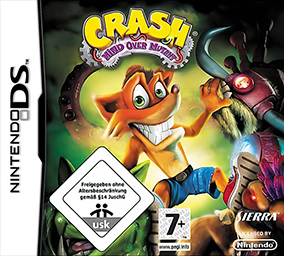 CRASH
MIND OVER MUTANT
NINTENDO DS
TM
Freigegeben ohne
Altersbeschränkung
gemäß §14 JuSchG
usk
7+
www.pegi.info
SIERRA
LICENSED BY
Nintendo